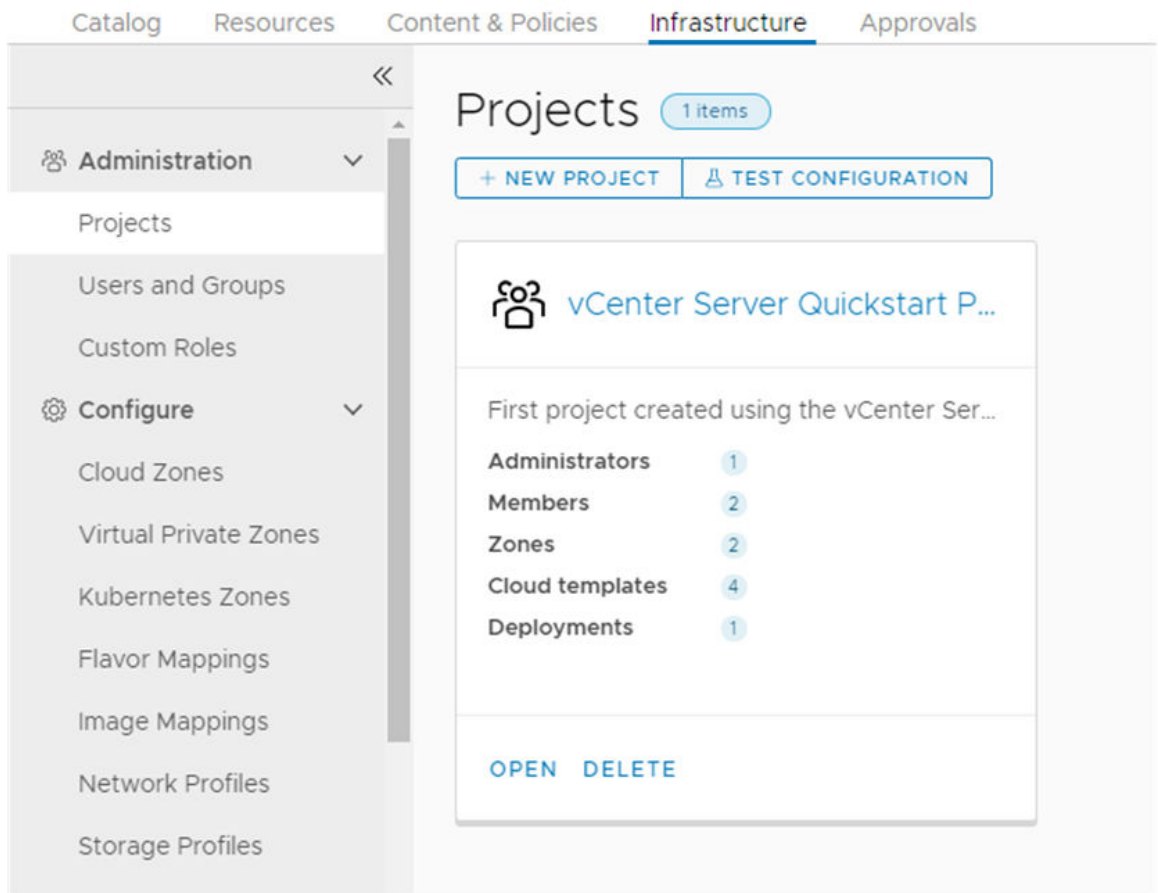 Catalog Resources Content & Policies Infrastructure Approvals
Administration
Projects
Users and Groups
Custom Roles
Configure
Cloud Zones
Virtual Private Zones
Kubernetes Zones
Flavor Mappings
Image Mappings
Network Profiles
Storage Profiles
Projects 1 items
+ NEW PROJECT TEST CONFIGURATION
vCenter Server Quickstart P...
First project created using the vCenter Ser...
Administrators 1
Members 2
Zones 2
Cloud templates 4
Deployments 1
OPEN DELETE